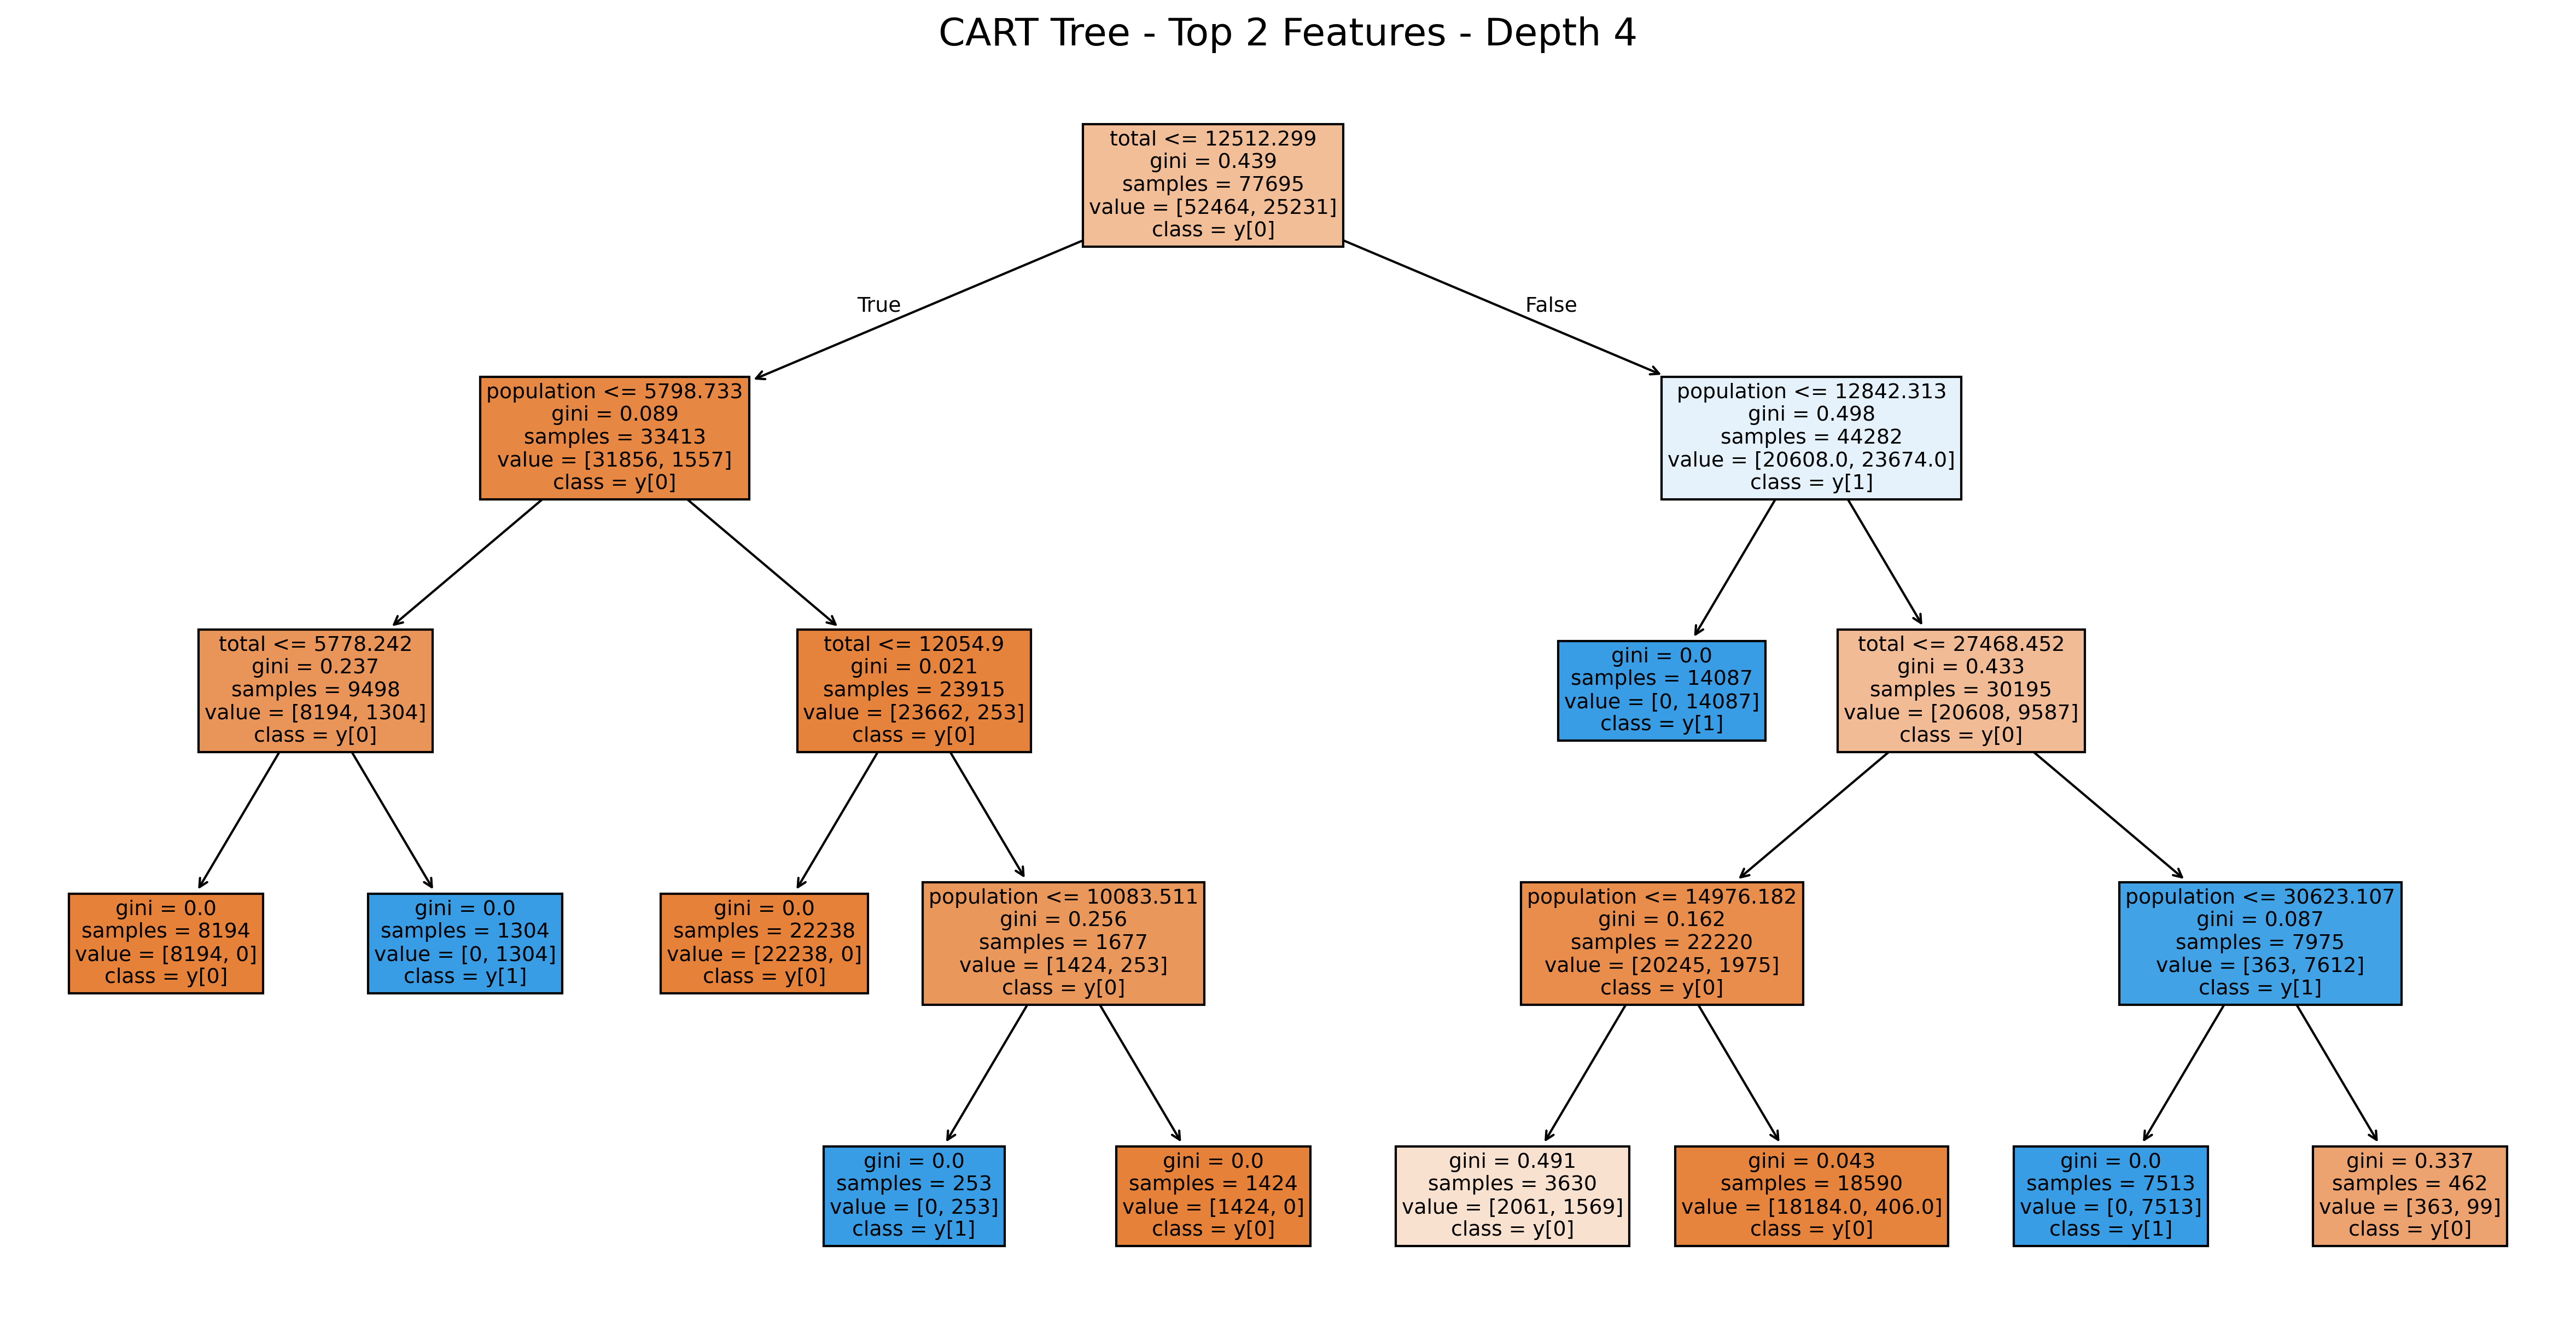 CART Tree - Top 2 Features - Depth 4
total <= 12512.299
gini = 0.439
samples = 77695
value = [52464, 25231]
class = y[0]
True
False
population <= 5798.733
gini = 0.089
samples = 33413
value = [31856, 1557]
class = y[0]
population <= 12842.313
gini = 0.498
samples = 44282
value = [20608.0, 23674.0]
class = y[1]
total <= 5778.242
gini = 0.237
samples = 9498
value = [8194, 1304]
class = y[0]
total <= 12054.9
gini = 0.021
samples = 23915
value = [23662, 253]
class = y[0]
gini = 0.0
samples = 14087
value = [0, 14087]
class = y[1]
total <= 27468.452
gini = 0.433
samples = 30195
value = [20608, 9587]
class = y[0]
gini = 0.0
samples = 8194
value = [8194, 0]
class = y[0]
gini = 0.0
samples = 1304
value = [0, 1304]
class = y[1]
gini = 0.0
samples = 22238
value = [22238, 0]
class = y[0]
population <= 10083.511
gini = 0.256
samples = 1677
value = [1424, 253]
class = y[0]
population <= 14976.182
gini = 0.162
samples = 22220
value = [20245, 1975]
class = y[0]
population <= 30623.107
gini = 0.087
samples = 7975
value = [363, 7612]
class = y[1]
gini = 0.0
samples = 253
value = [0, 253]
class = y[1]
gini = 0.0
samples = 1424
value = [1424, 0]
class = y[0]
gini = 0.491
samples = 3630
value = [2061, 1569]
class = y[0]
gini = 0.043
samples = 18590
value = [18184.0, 406.0]
class = y[0]
gini = 0.0
samples = 7513
value = [0, 7513]
class = y[1]
gini = 0.337
samples = 462
value = [363, 99]
class = y[0]